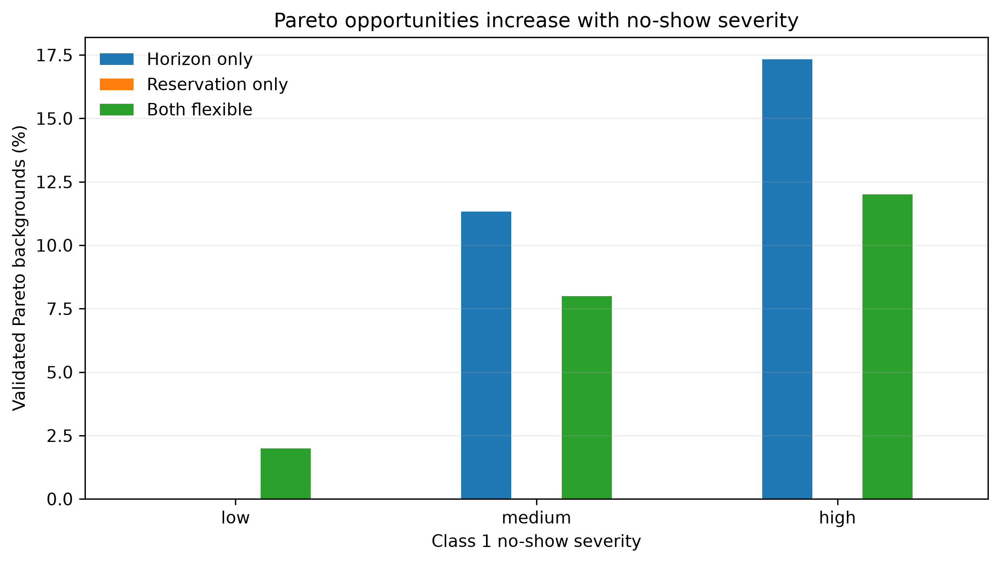 Pareto opportunities increase with no-show severity
Horizon only
Reservation only
Both flexible
Validated Pareto backgrounds (%)
17.5
15.0
12.5
10.0
7.5
5.0
2.5
0.0
low medium high
Class 1 no-show severity